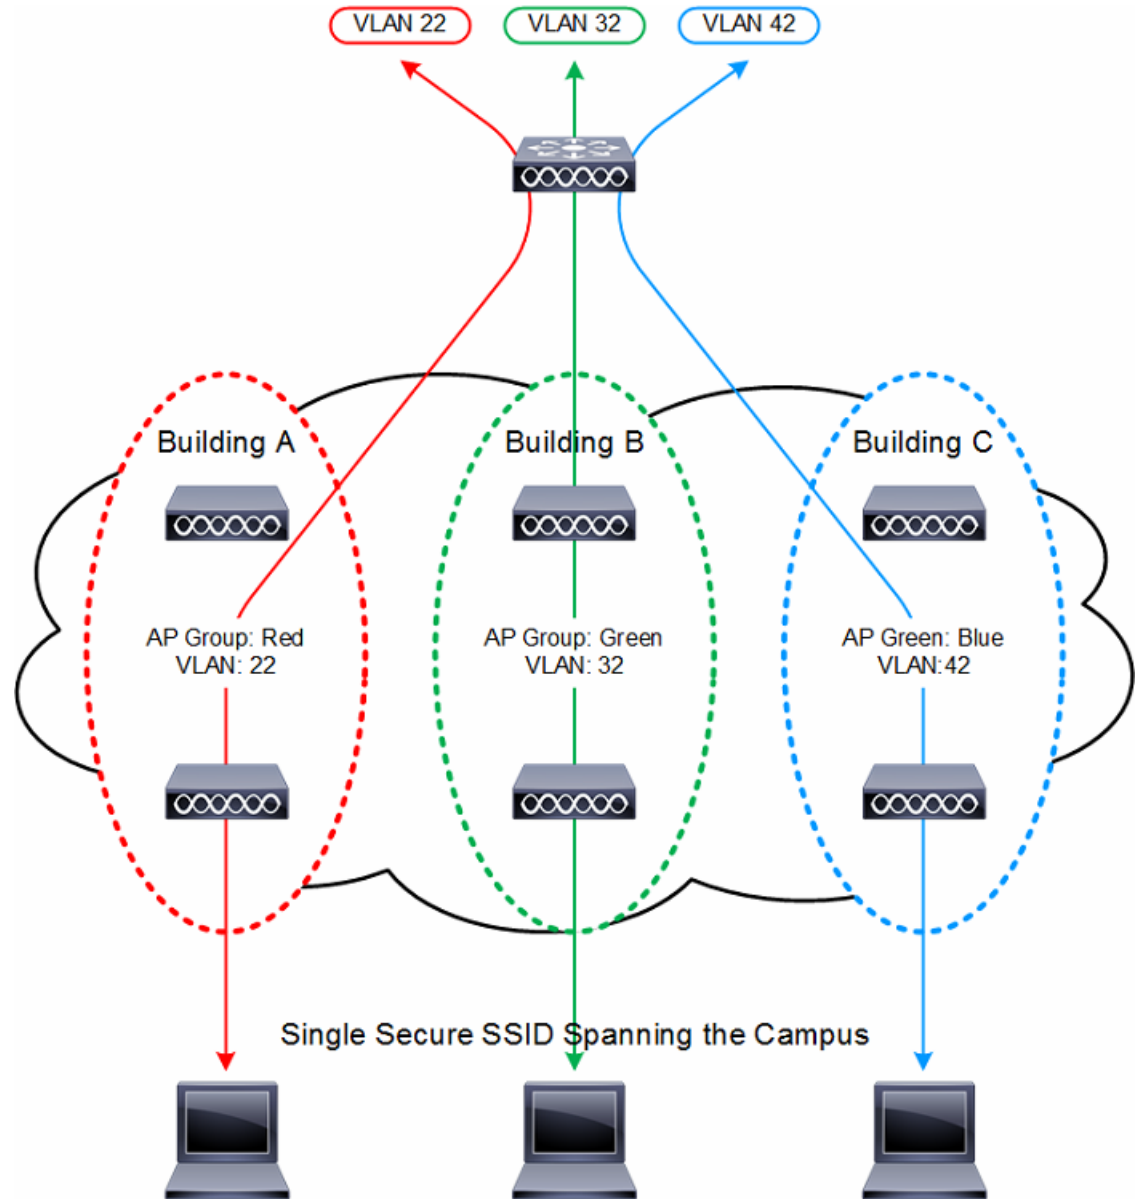 VLAN 22
VLAN 32
VLAN 42
Building A
Building B
Building C
AP Group: Red
VLAN: 22
AP Group: Green
VLAN: 32
AP Green: Blue
VLAN:42
Single Secure SSID Spanning the Campus